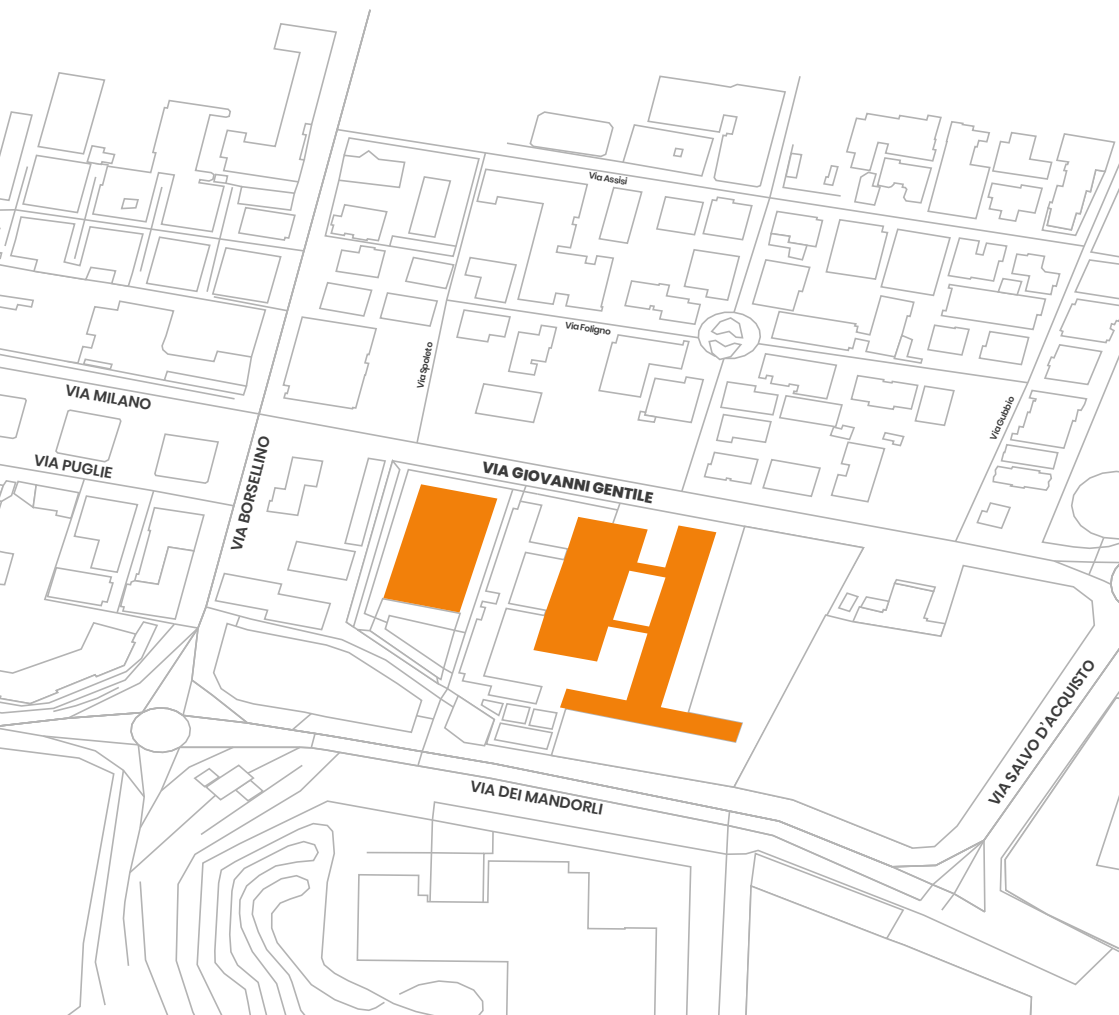 Via Assisi
Via Foligno
Via Spoleto
VIA MILANO
Via Gubbio
VIA PUGLIE
VIA BORSELLINO
VIA GIOVANNI GENTILE
VIA SALVO D'ACQUISTO
VIA DEI MANDORLI